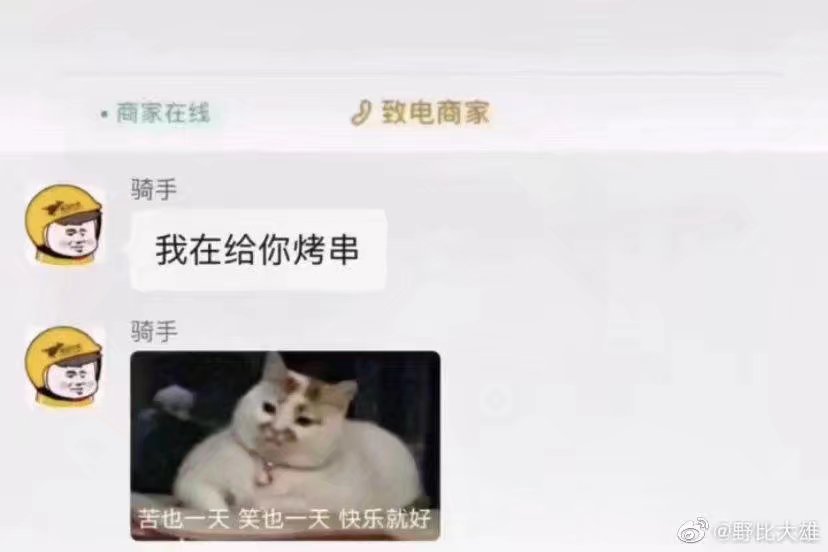 商家在线
致电商家
骑手
我在给你烤串
骑手
苦也一天 笑也一天 快乐就好
@野比大雄